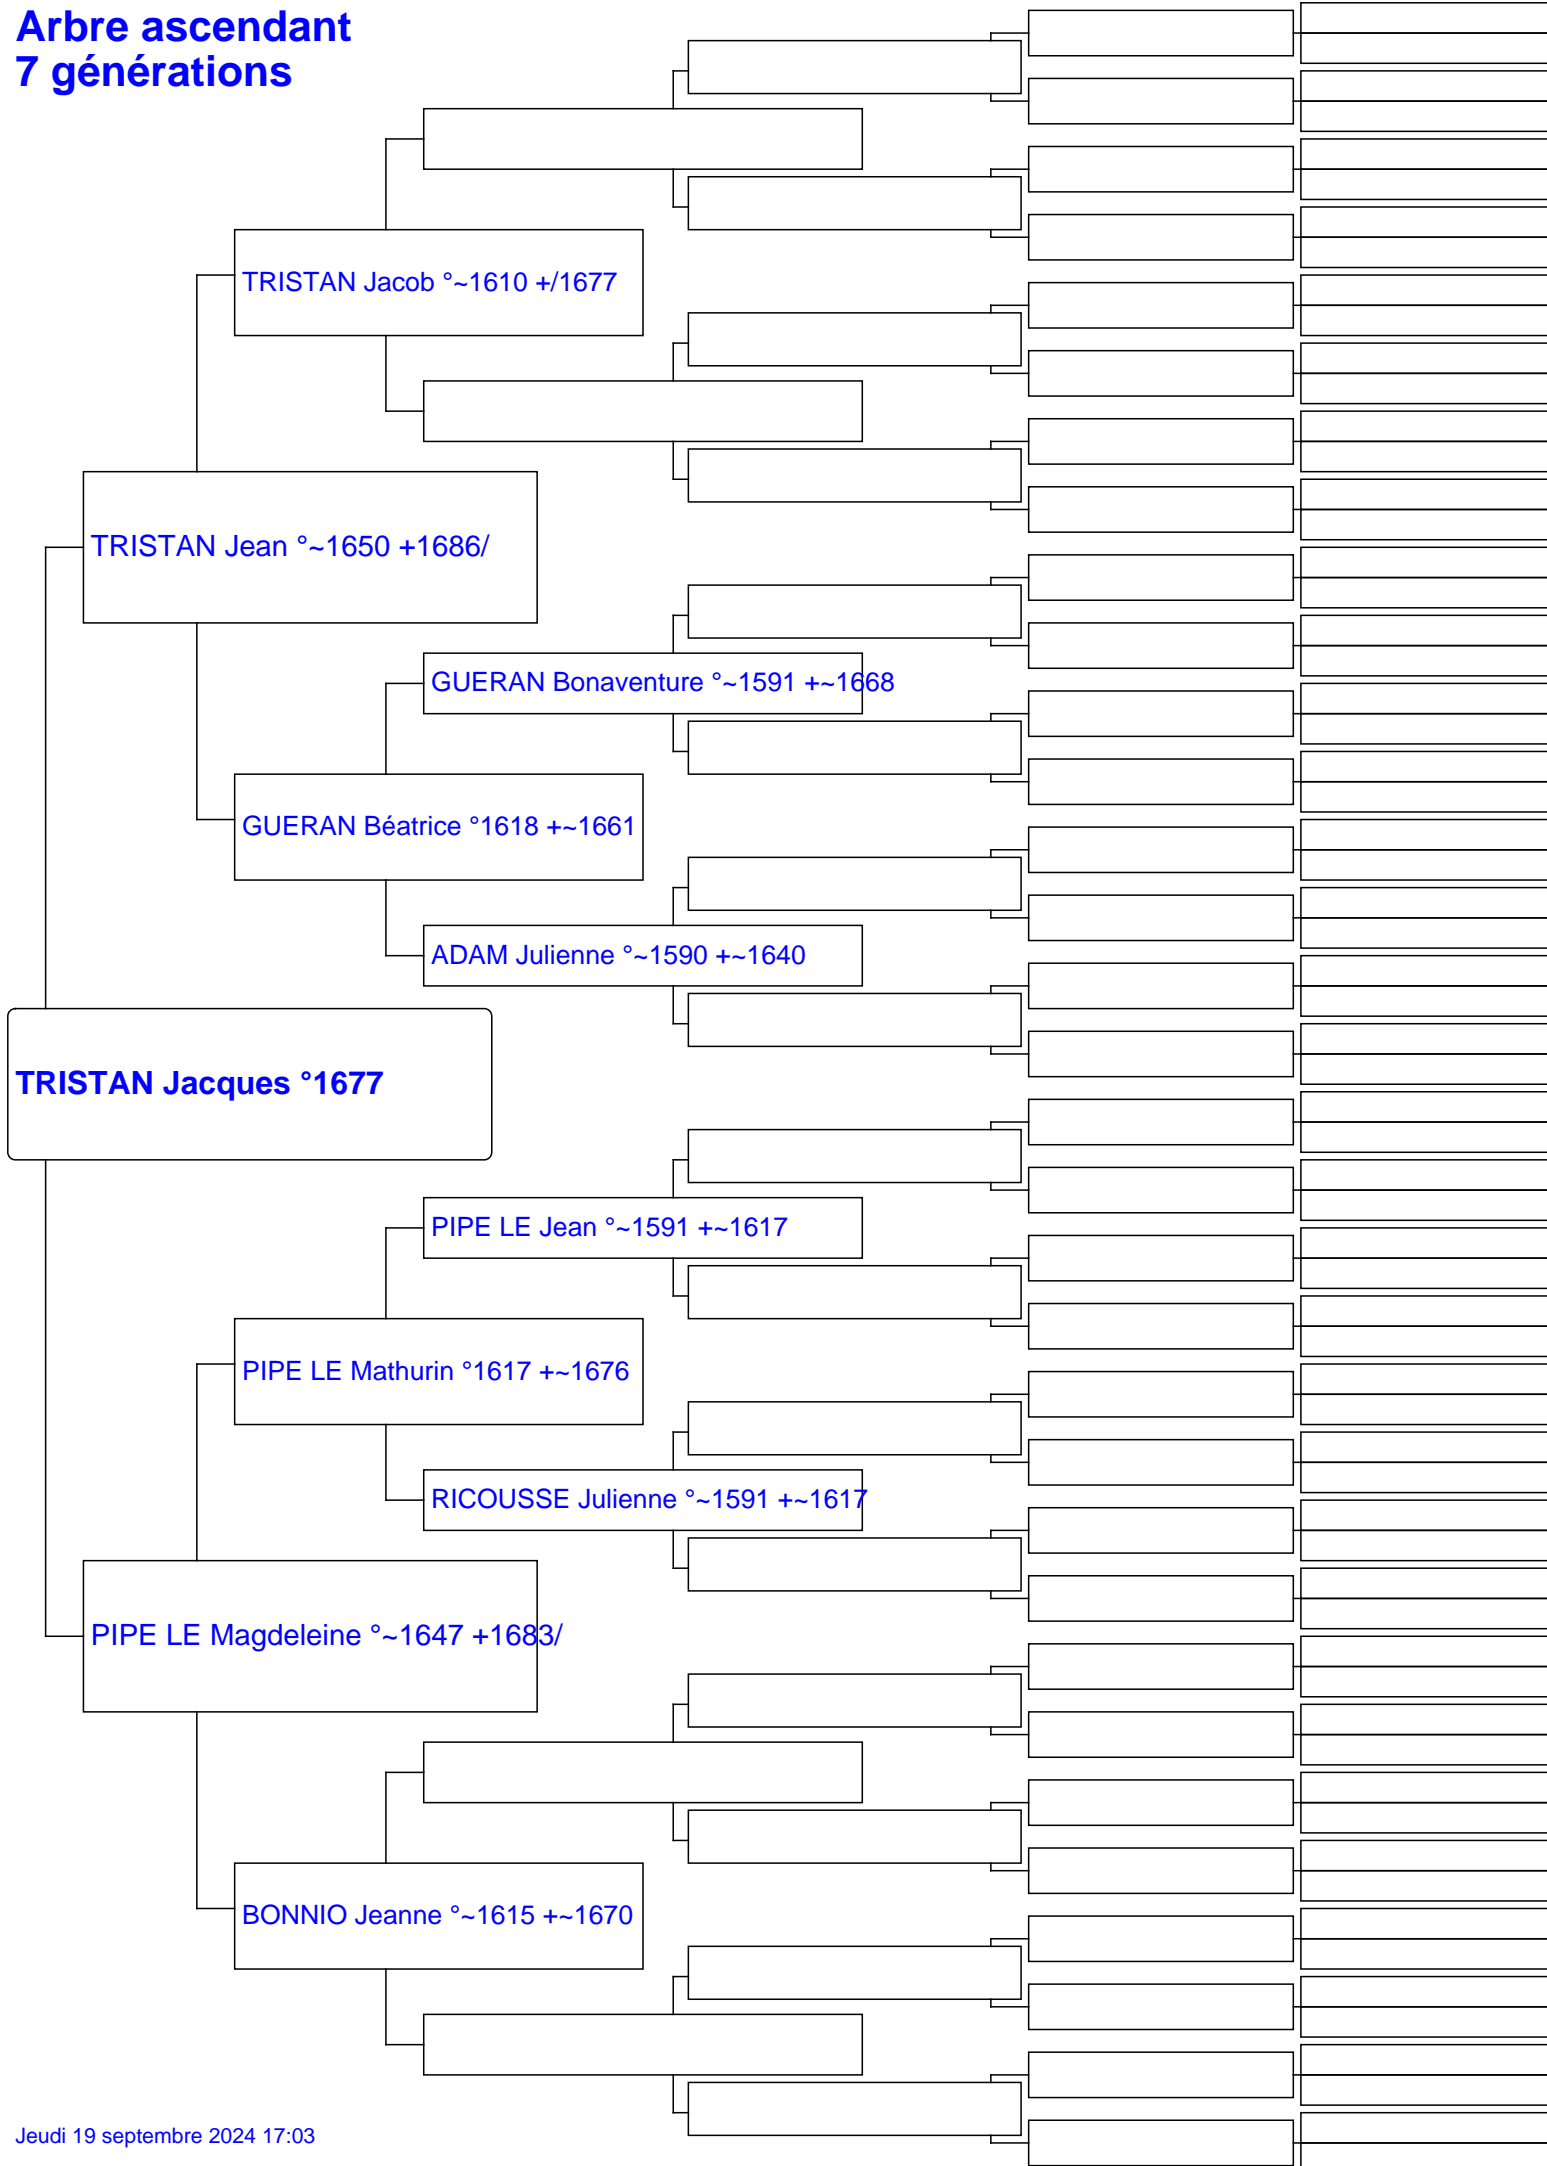 Arbre ascendant
7 générations
TRISTAN Jacob °~1610 +/1677
TRISTAN Jean °~1650 +1686/
GUERAN Bonaventure °~1591 +~1668
GUERAN Béatrice °1618 +~1661
ADAM Julienne °~1590 +~1640
TRISTAN Jacques °1677
PIPE LE Jean °~1591 +~1617
PIPE LE Mathurin °1617 +~1676
RICOUSSE Julienne °~1591 +~1617
PIPE LE Magdeleine °~1647 +1683/
BONNIO Jeanne °~1615 +~1670
Jeudi 19 septembre 2024 17:03